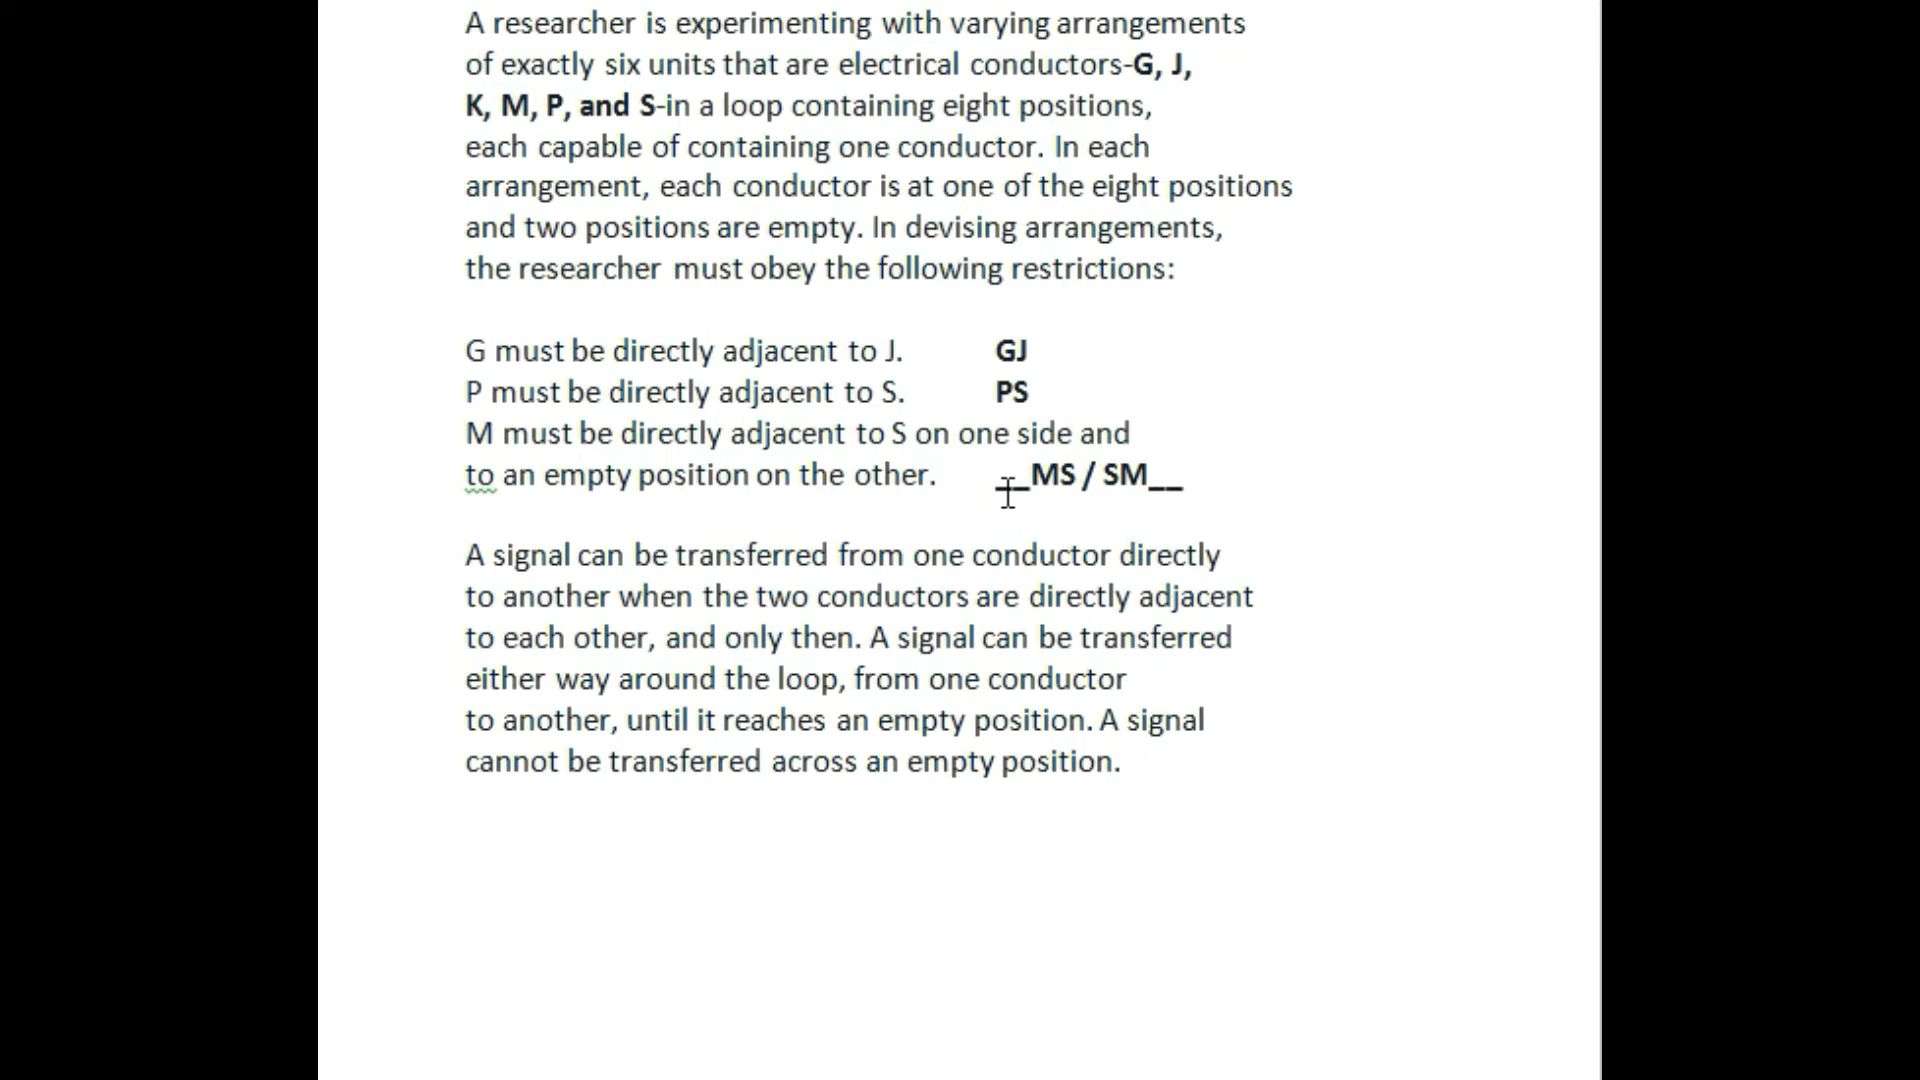 A researcher is experimenting with varying arrangements
of exactly six units that are electrical conductors-G, J,
K, M, P, and S-in a loop containing eight positions,
each capable of containing one conductor. In each
arrangement, each conductor is at one of the eight positions
and two positions are empty. In devising arrangements,
the researcher must obey the following restrictions:
G must be directly adjacent to J. GJ
P must be directly adjacent to S. PS
M must be directly adjacent to S on one side and
to an empty position on the other. __MS / SM__
A signal can be transferred from one conductor directly
to another when the two conductors are directly adjacent
to each other, and only then. A signal can be transferred
either way around the loop, from one conductor
to another, until it reaches an empty position. A signal
cannot be transferred across an empty position.